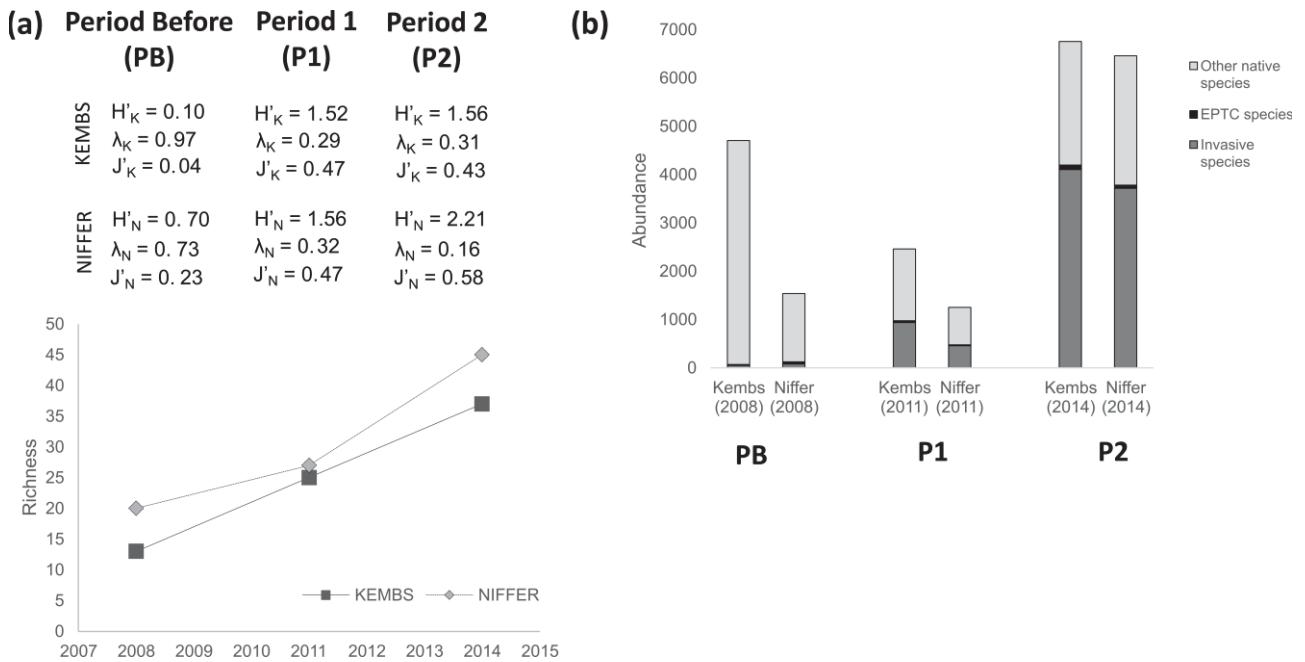 (a) Period Before Period 1 Period 2
(PB) (P1) (P2)
KEMBS
H'K = 0.10 H'K = 1.52 H'K = 1.56
λK = 0.97 λK = 0.29 λK = 0.31
J'K = 0.04 J'K = 0.47 J'K = 0.43
NIFFER
H'N = 0. 70 H'N = 1.56 H'N = 2.21
λN = 0.73 λN = 0.32 λN = 0.16
J'N = 0.23 J'N = 0.47 J'N = 0.58
Richness
50
45
40
35
30
25
20
15
10
5
0
KEMBS NIFFER
2007 2008 2009 2010 2011 2012 2013 2014 2015
(b)
Abundance
7000
6000
5000
4000
3000
2000
1000
0
Other native
species
EPTC species
Invasive
species
Kembs Niffer Kembs Niffer Kembs Niffer
(2008) (2008) (2011) (2011) (2014) (2014)
PB P1 P2